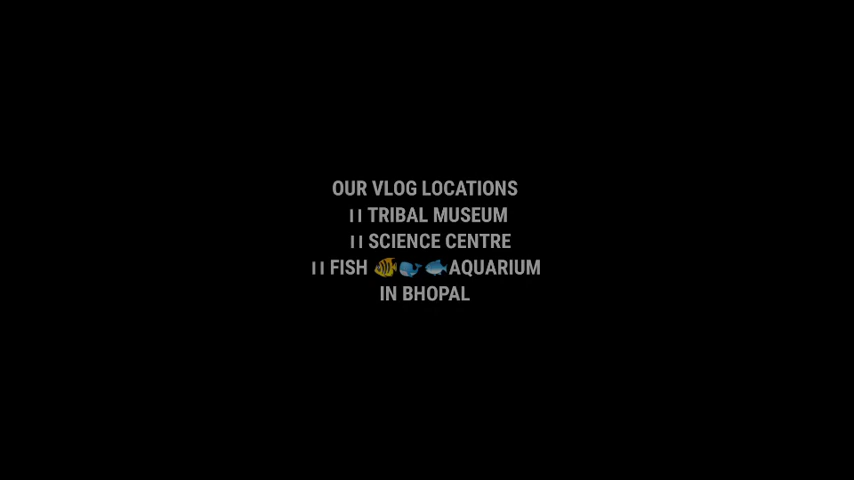 OUR VLOG LOCATIONS
।। TRIBAL MUSEUM
।। SCIENCE CENTRE
।। FISH 🐠🐳🐟AQUARIUM
IN BHOPAL